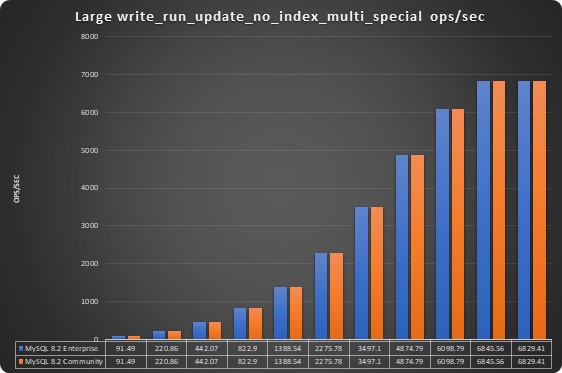 Large write_run_update_no_index_multi_special ops/sec
8000
7000
6000
5000
4000
3000
2000
1000
0
OPS/SEC
MySQL 8.2 Enterprise 91.49 220.86 442.07 822.9 1388.54 2275.78 3497.1 4874.79 6098.79 6845.56 6829.41
MySQL 8.2 Community 91.49 220.86 442.07 822.9 1388.54 2275.78 3497.1 4874.79 6098.79 6845.56 6829.41